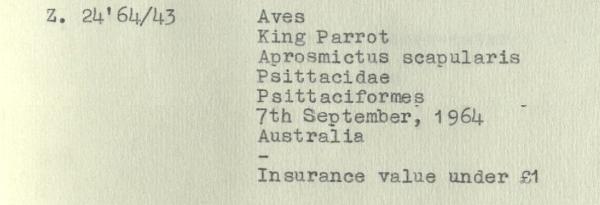 Z. 24'64/43 Aves
King Parrot
Aprosmictus scapularis
Psittacidae
Psittaciformes
7th September, 1964
Australia
–
Insurance value under £1